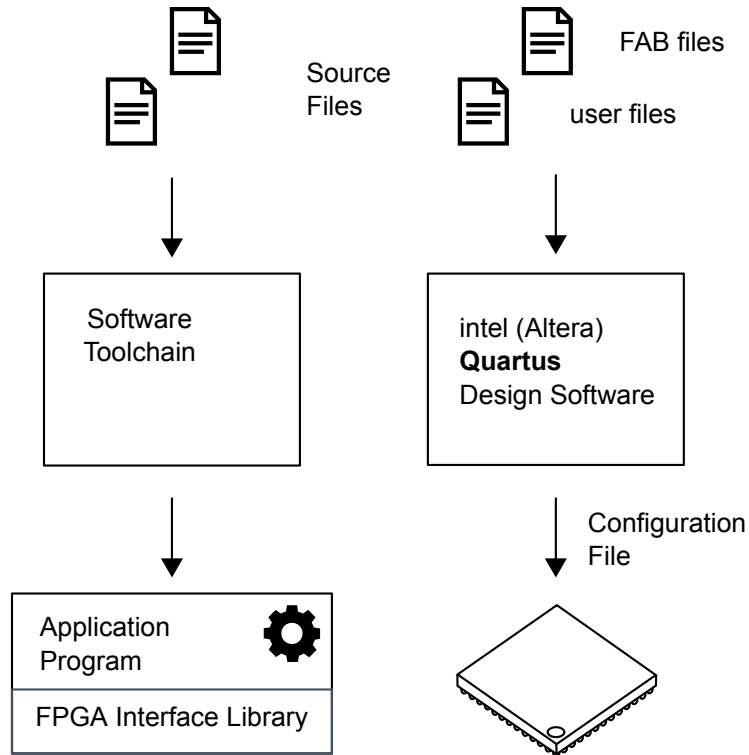 FAB files
Source
Files
user files
Software
Toolchain
intel (Altera)
Quartus
Design Software
Configuration
File
Application
Program
FPGA Interface Library